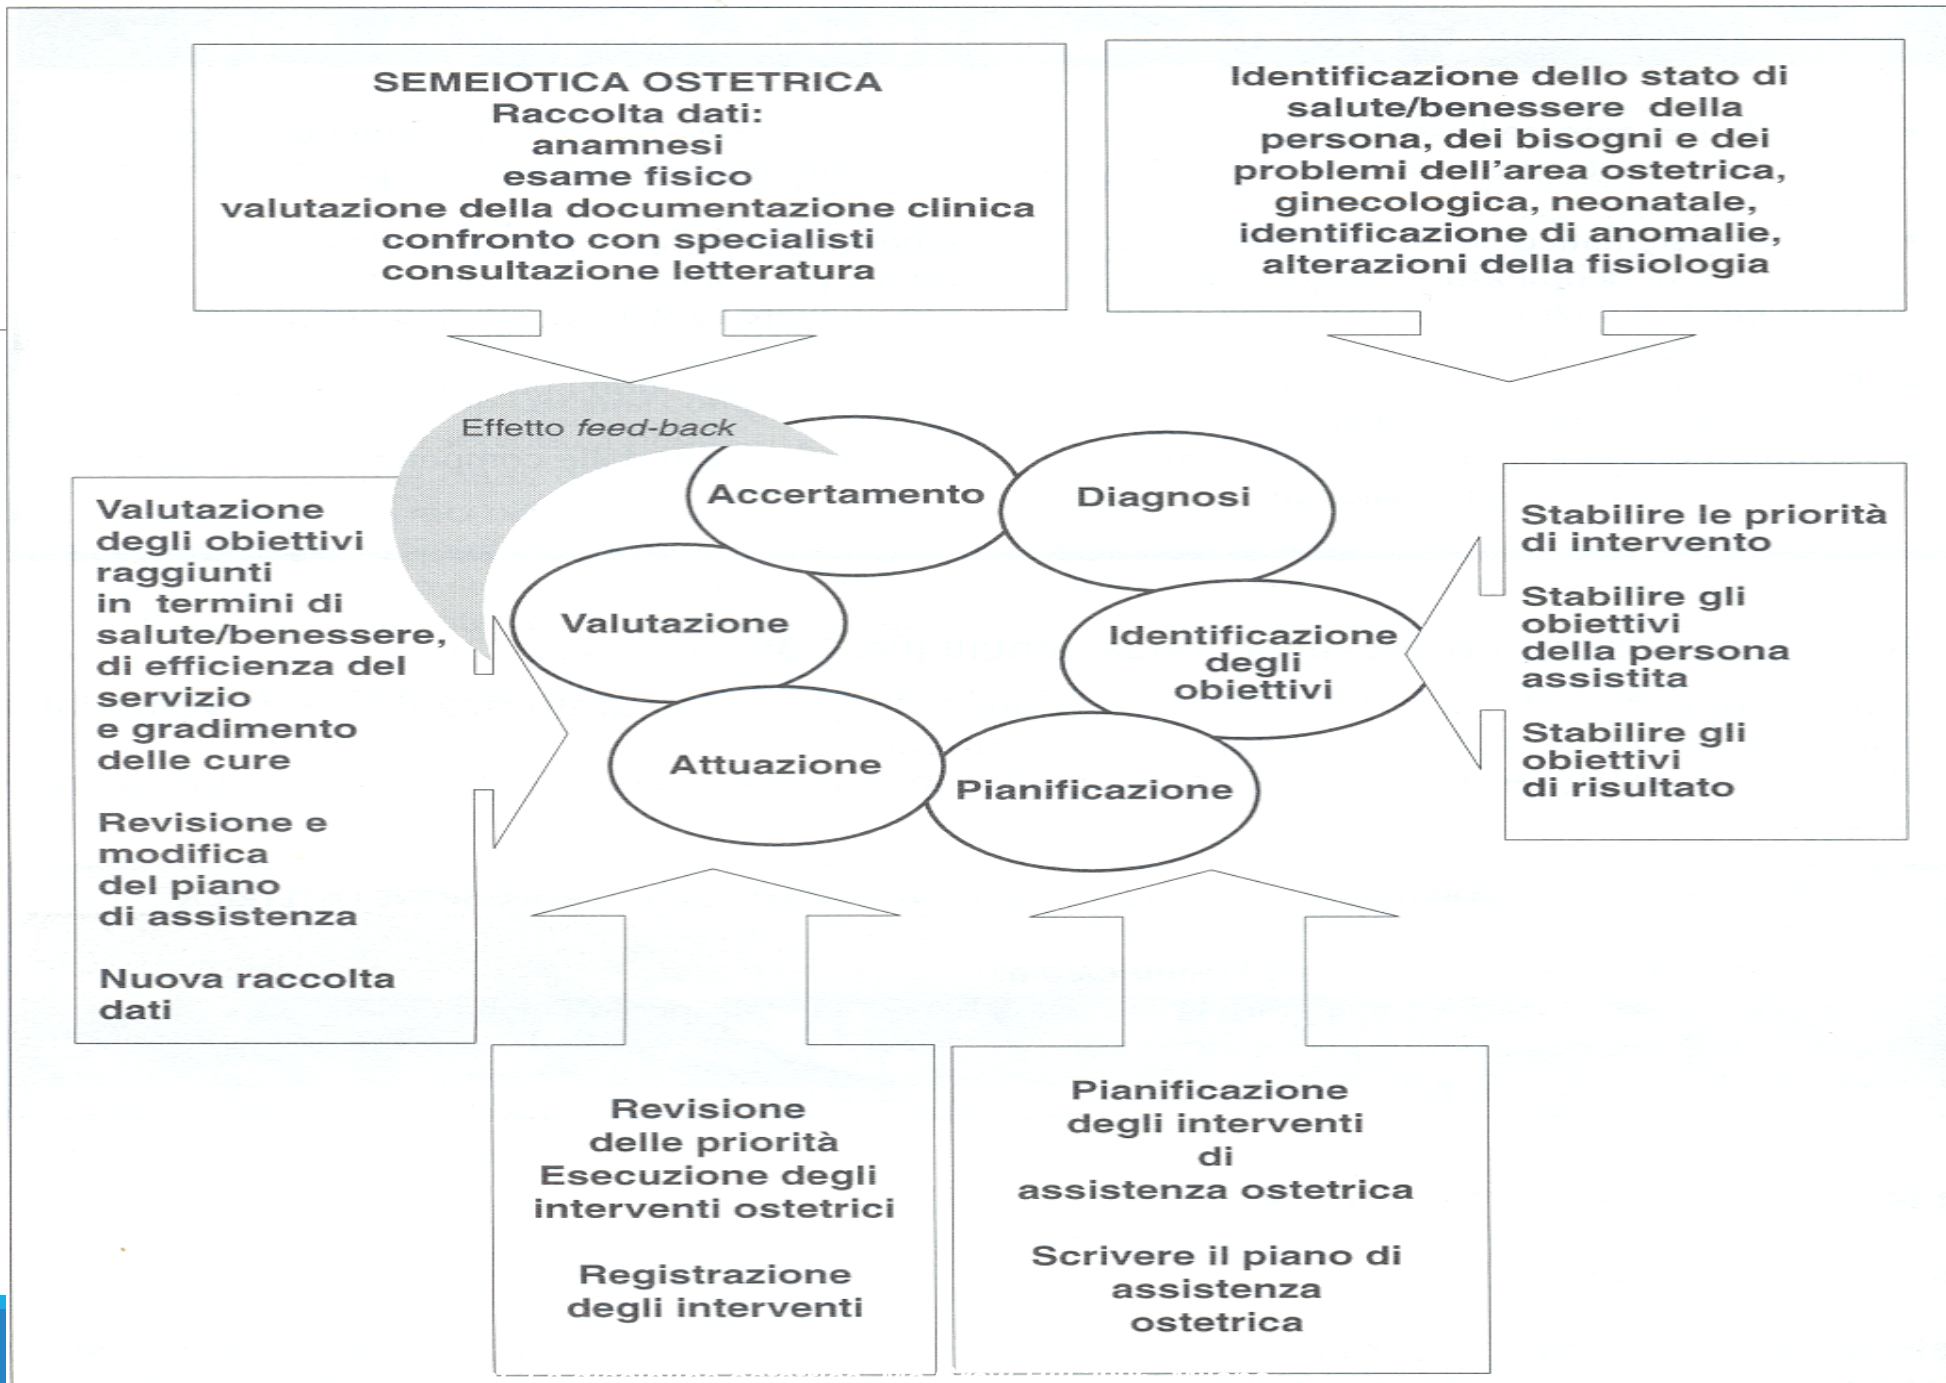 SEMEIOTICA OSTETRICA
Raccolta dati:
anamnesi
esame fisico
valutazione della documentazione clinica
confronto con specialisti
consultazione letteratura
Identificazione dello stato di
salute/benessere della
persona, dei bisogni e dei
problemi dell'area ostetrica,
ginecologica, neonatale,
identificazione di anomalie,
alterazioni della fisiologia
Effetto feed-back
Accertamento
Diagnosi
Identificazione
degli
obiettivi
Pianificazione
Attuazione
Valutazione
Stabilire le priorità
di intervento
Stabilire gli
obiettivi
della persona
assistita
Stabilire gli
obiettivi
di risultato
Valutazione
degli obiettivi
raggiunti
in termini di
salute/benessere,
di efficienza del
servizio
e gradimento
delle cure
Revisione e
modifica
del piano
di assistenza
Nuova raccolta
dati
Revisione
delle priorità
Esecuzione degli
interventi ostetrici
Registrazione
degli interventi
Pianificazione
degli interventi
di
assistenza ostetrica
Scrivere il piano di
assistenza
ostetrica